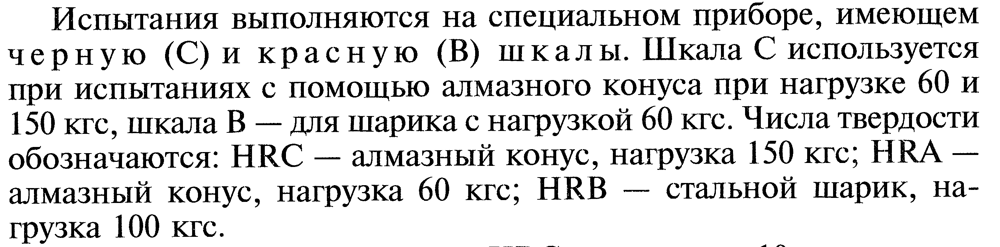 Испытания выполняются на специальном приборе, имеющем
черную (С) и красную (В) шкалы. Шкала С используется
при испытаниях с помощью алмазного конуса при нагрузке 60 и
150 кгс, шкала В — для шарика с нагрузкой 60 кгс. Числа твердости
обозначаются: HRC — алмазный конус, нагрузка 150 кгс; HRA —
алмазный конус, нагрузка 60 кгс; HRB — стальной шарик, на-
грузка 100 кгс.